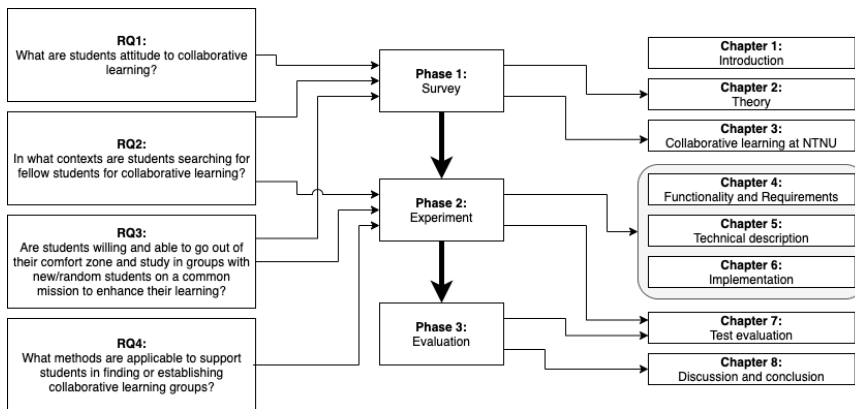 RQ1:
What are students attitude to collaborative
learning?
RQ2:
In what contexts are students searching for
fellow students for collaborative learning?
RQ3:
Are students willing and able to go out of
their comfort zone and study in groups with
new/random students on a common
mission to enhance their learning?
RQ4:
What methods are applicable to support
students in finding or establishing
collaborative learning groups?
Phase 1:
Survey
Phase 2:
Experiment
Phase 3:
Evaluation
Chapter 1:
Introduction
Chapter 2:
Theory
Chapter 3:
Collaborative learning at NTNU
Chapter 4:
Functionality and Requirements
Chapter 5:
Technical description
Chapter 6:
Implementation
Chapter 7:
Test evaluation
Chapter 8:
Discussion and conclusion